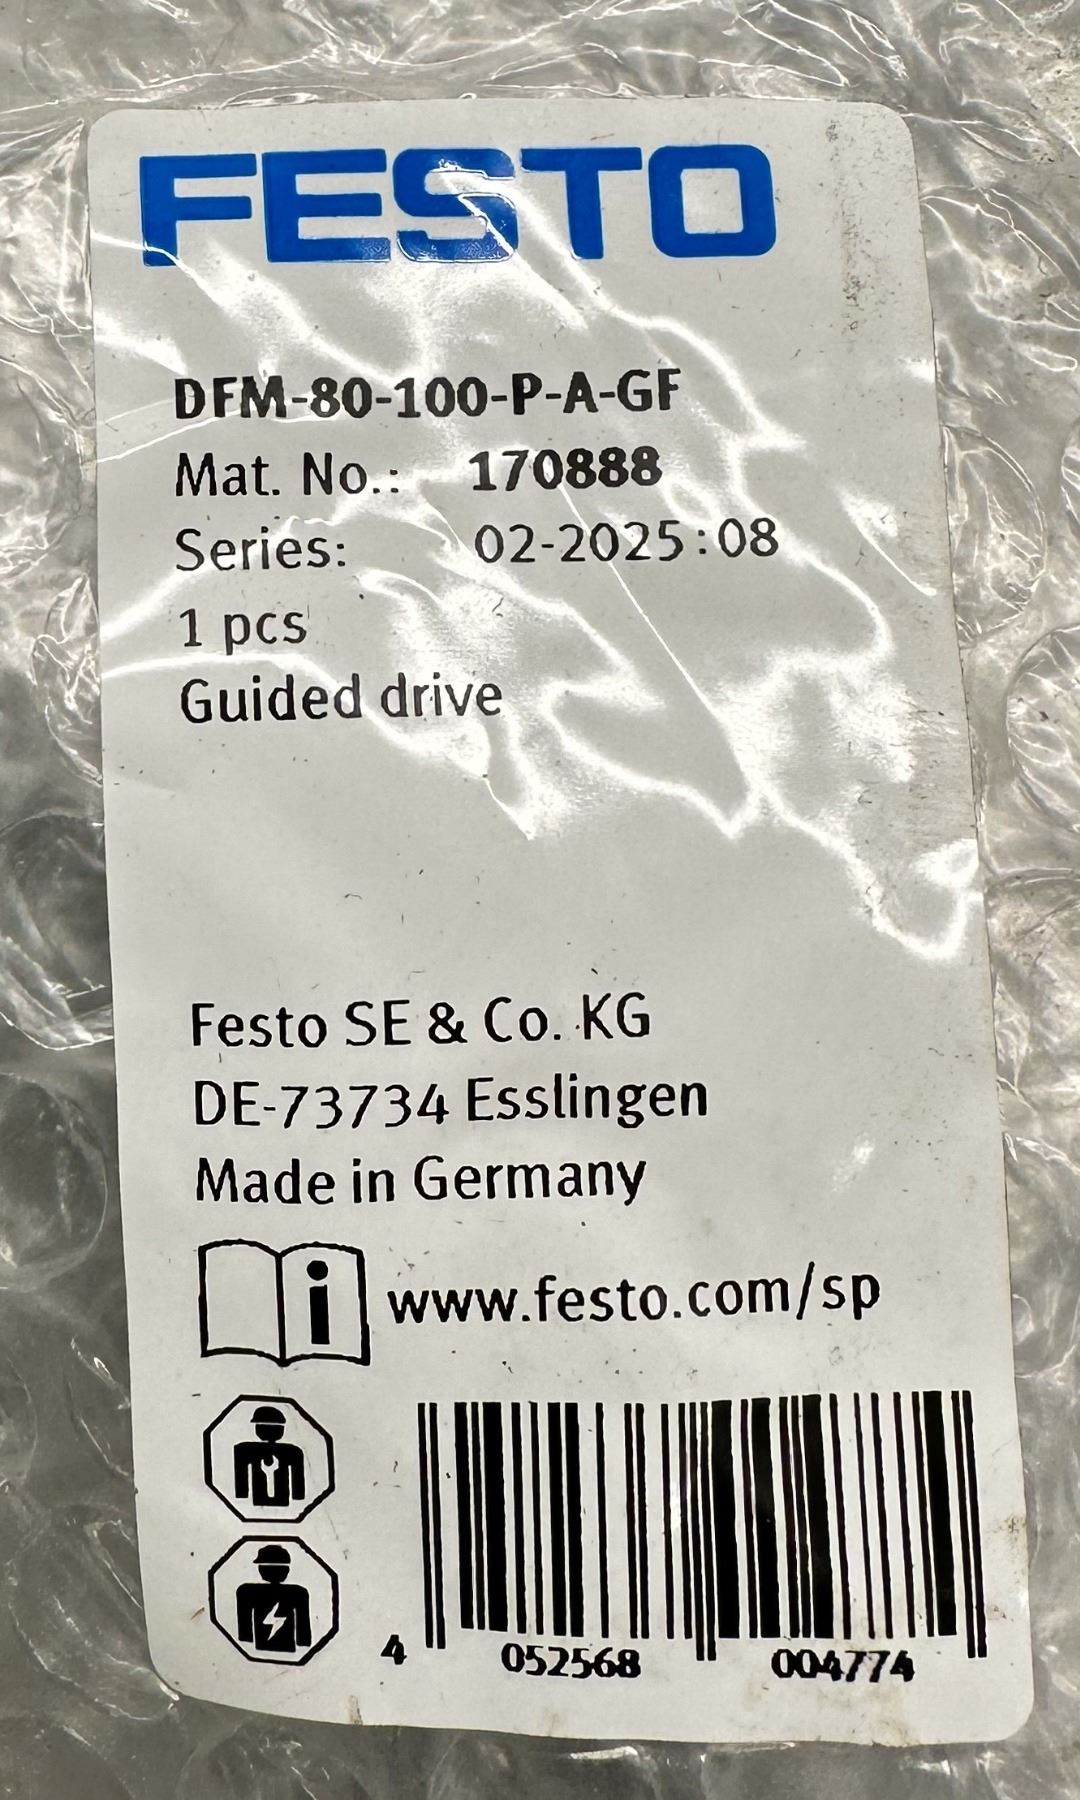 FESTO
DFM-80-100-P-A-GF
Mat. No.: 170888
Series: 02-2025:08
1 pcs
Guided drive
Festo SE & Co. KG
DE-73734 Esslingen
Made in Germany
i www.festo.com/sp
4 052568 004774